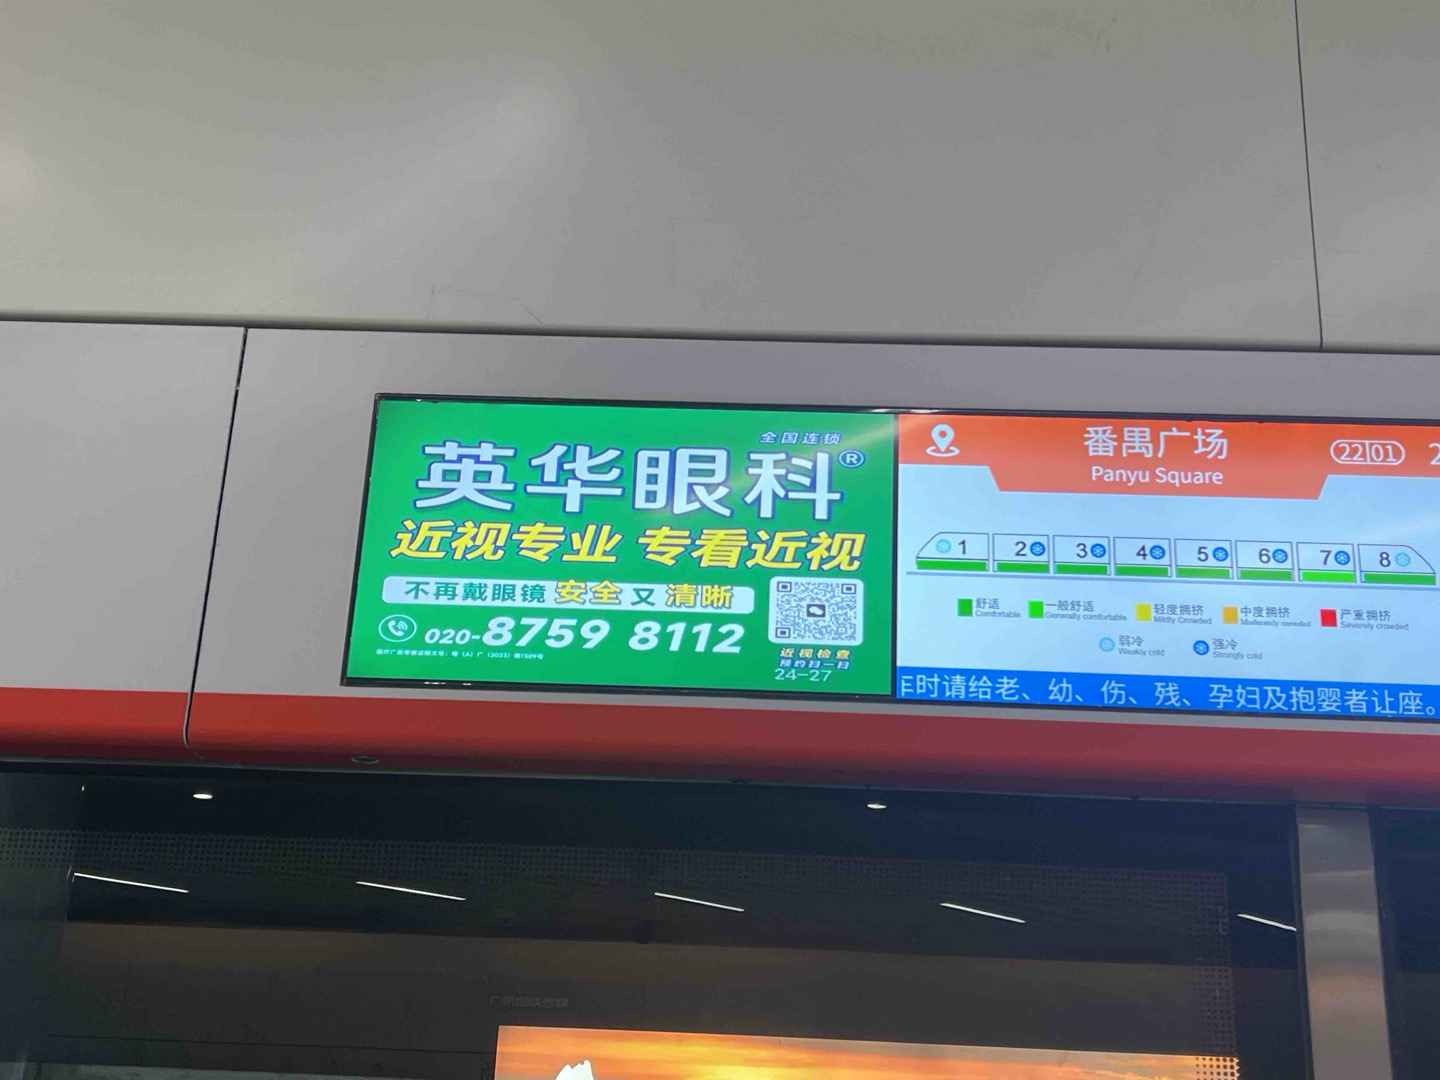 全国连锁
英华眼科®
近视专业 专看近视
不再戴眼镜 安全 又 清晰
020-8759 8112
近视检查
预约扫一扫
24-27
番禺广场
22|01
Panyu Square
1 2 3 4 5 6 7 8
舒适 一般舒适 轻度拥挤 中度拥挤 严重拥挤
Comfortable Generally comfortable Mildly Crowded Moderately crowded Severely crowded
弱冷 强冷
Weakly cold Strongly cold
时请给老、幼、伤、残、孕妇及抱婴者让座。